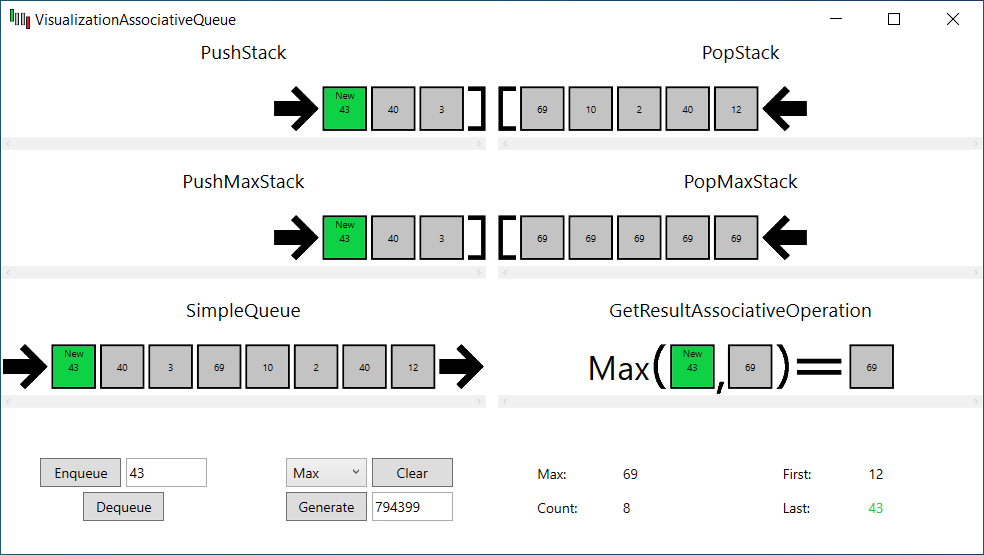 VisualizationAssociativeQueue
PushStack
PopStack
New
43 40 3
69 10 2 40 12
PushMaxStack
PopMaxStack
New
43 40 3
69 69 69 69 69
SimpleQueue
GetResultAssociativeOperation
New
43 40 3 69 10 2 40 12
New
Max( 43 , 69 ) = 69
Enqueue 43
Max Clear
Max: 69
First: 12
Dequeue
Generate 794399
Count: 8
Last: 43